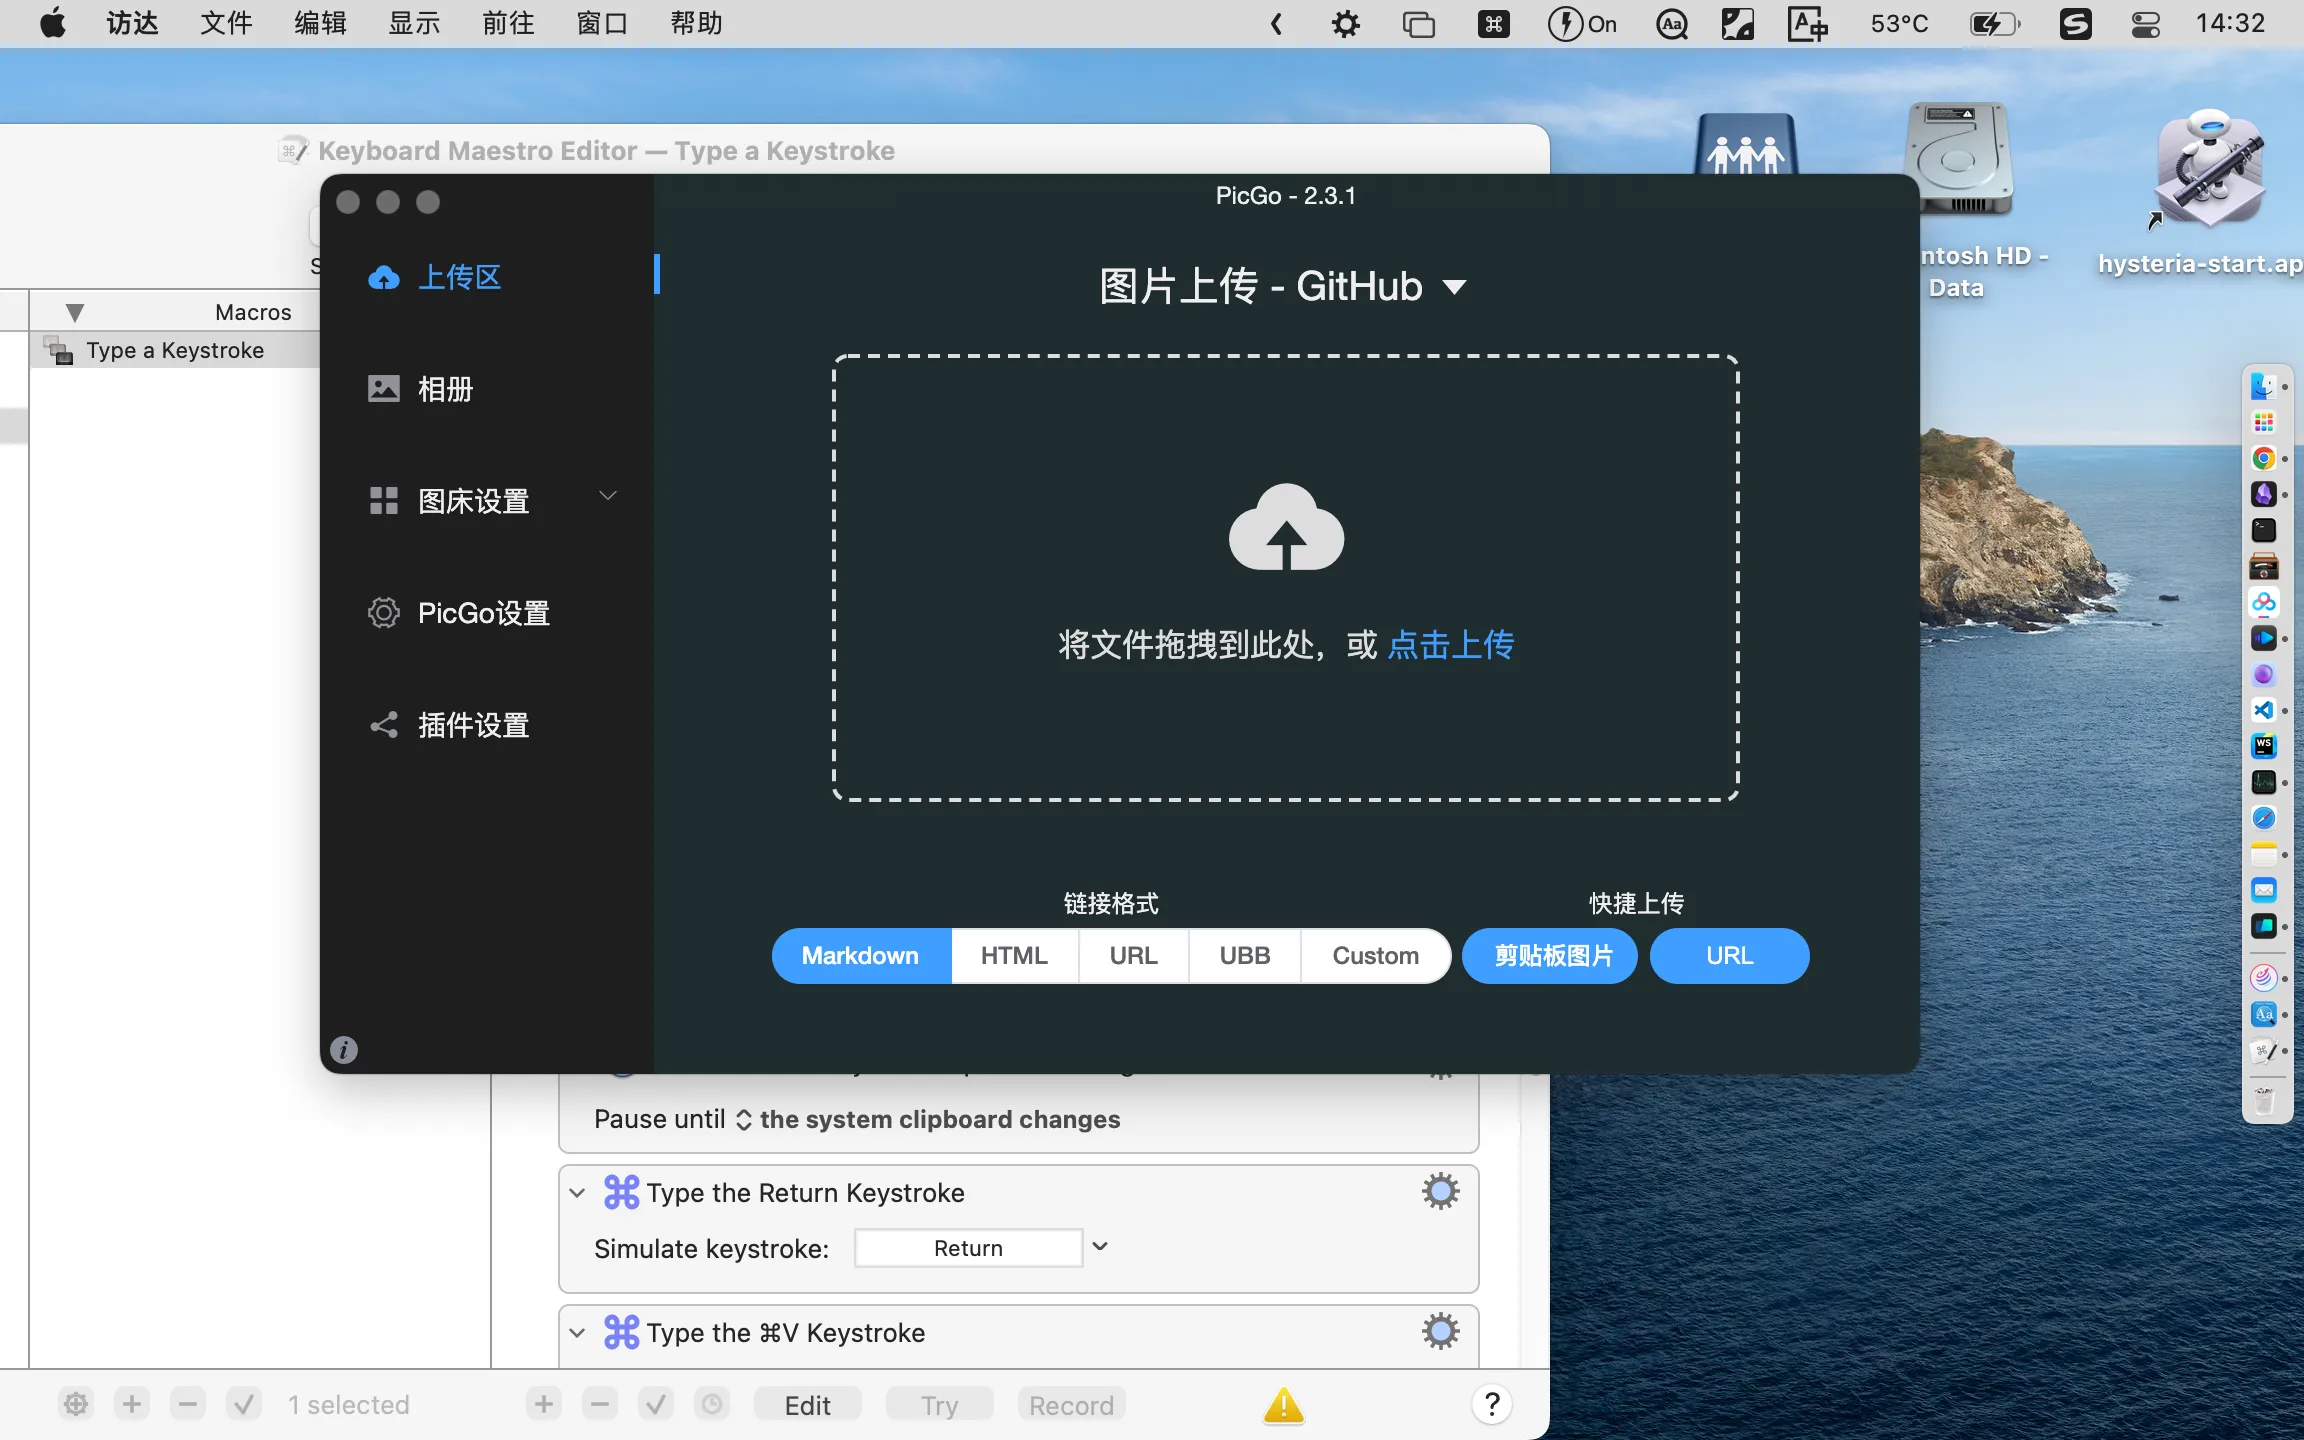 访达 文件 编辑 显示 前往 窗口 帮助 On 53°C 14:32
Keyboard Maestro Editor — Type a Keystroke
PicGo - 2.3.1
上传区
图片上传 - GitHub
ntosh HD -
Data
hysteria-start.ap
Macros
Type a Keystroke
相册
图床设置
PicGo设置
插件设置
将文件拖拽到此处，或 点击上传
链接格式 快捷上传
Markdown HTML URL UBB Custom 剪贴板图片 URL
Pause until the system clipboard changes
Type the Return Keystroke
Simulate keystroke: Return
Type the ⌘V Keystroke
1 selected Edit Try Record ?